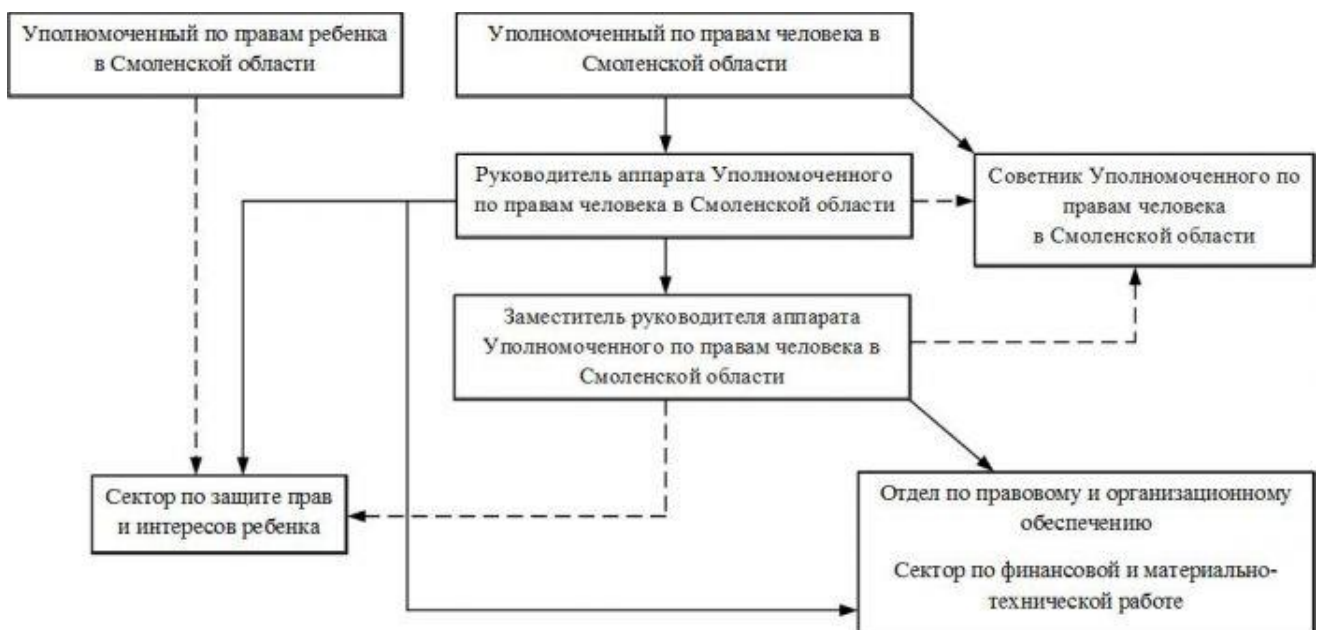 Уполномоченный по правам ребенка
в Смоленской области
Уполномоченный по правам человека в
Смоленской области
Руководитель аппарата Уполномоченного
по правам человека в Смоленской области
Советник Уполномоченного по
правам человека
в Смоленской области
Заместитель руководителя аппарата
Уполномоченного по правам человека в
Смоленской области
Сектор по защите прав
и интересов ребенка
Отдел по правовому и организационному
обеспечению
Сектор по финансовой и материально-
технической работе